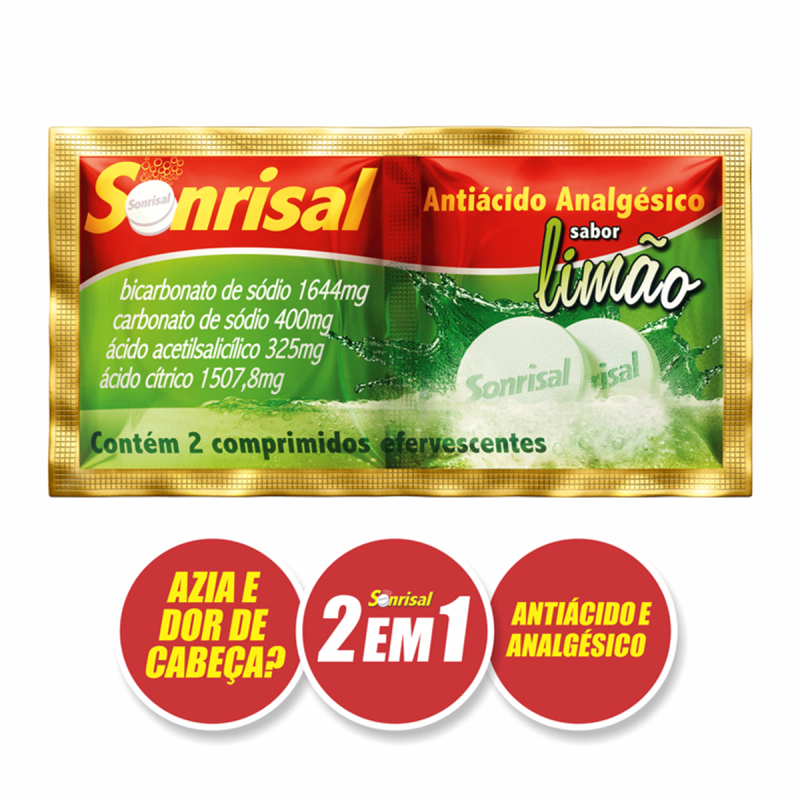 Sonrisal
Sonrisal
bicarbonato de sódio 1644mg
carbonato de sódio 400mg
ácido acetilsalicílico 325mg
ácido cítrico 1507,8mg
Contém 2 comprimidos efervescentes
Antiácido Analgésico
sabor
limão
Sonrisal
risal
AZIA E
DOR DE
CABEÇA?
Sonrisal
2 EM 1
ANTIÁCIDO E
ANALGÉSICO